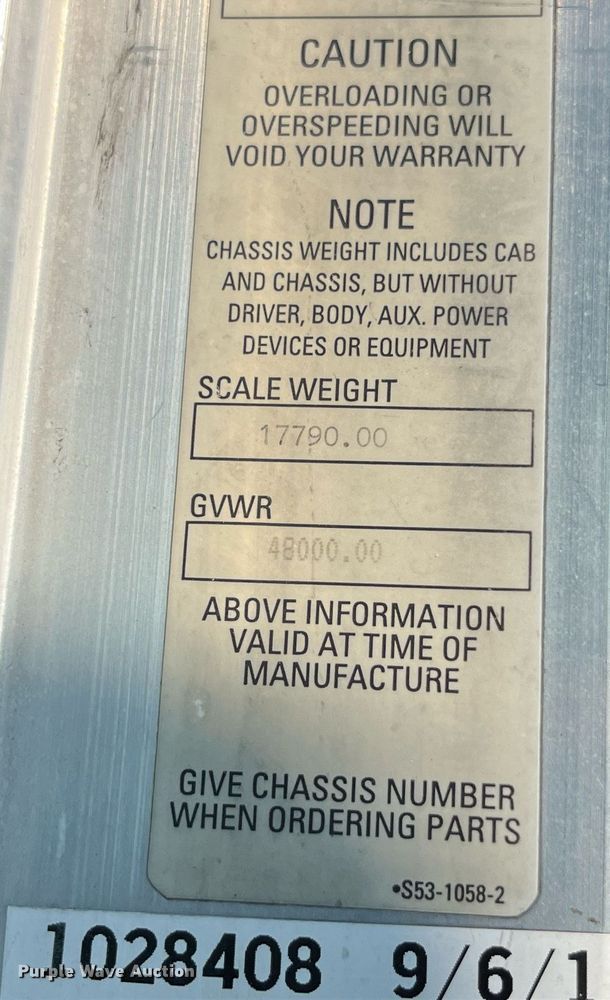 CAUTION
OVERLOADING OR
OVERSPEEDING WILL
VOID YOUR WARRANTY
NOTE
CHASSIS WEIGHT INCLUDES CAB
AND CHASSIS, BUT WITHOUT
DRIVER, BODY, AUX. POWER
DEVICES OR EQUIPMENT
SCALE WEIGHT
17790.00
GVWR
48000.00
ABOVE INFORMATION
VALID AT TIME OF
MANUFACTURE
GIVE CHASSIS NUMBER
WHEN ORDERING PARTS
•S53-1058-2
1028408 9/6/1
Purple Wave Auction